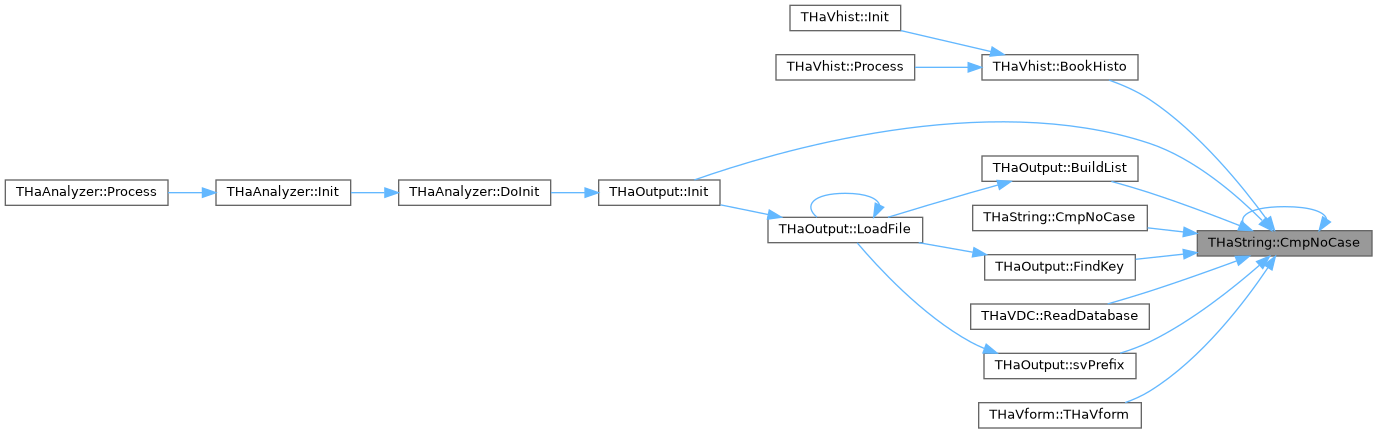 THaVhist::Init
THaVhist::Process
THaVhist::BookHisto
THaOutput::BuildList
THaAnalyzer::Process
THaAnalyzer::Init
THaAnalyzer::DoInit
THaOutput::Init
THaString::CmpNoCase
THaOutput::LoadFile
THaString::CmpNoCase
THaOutput::FindKey
THaVDC::ReadDatabase
THaOutput::svPrefix
THaVform::THaVform